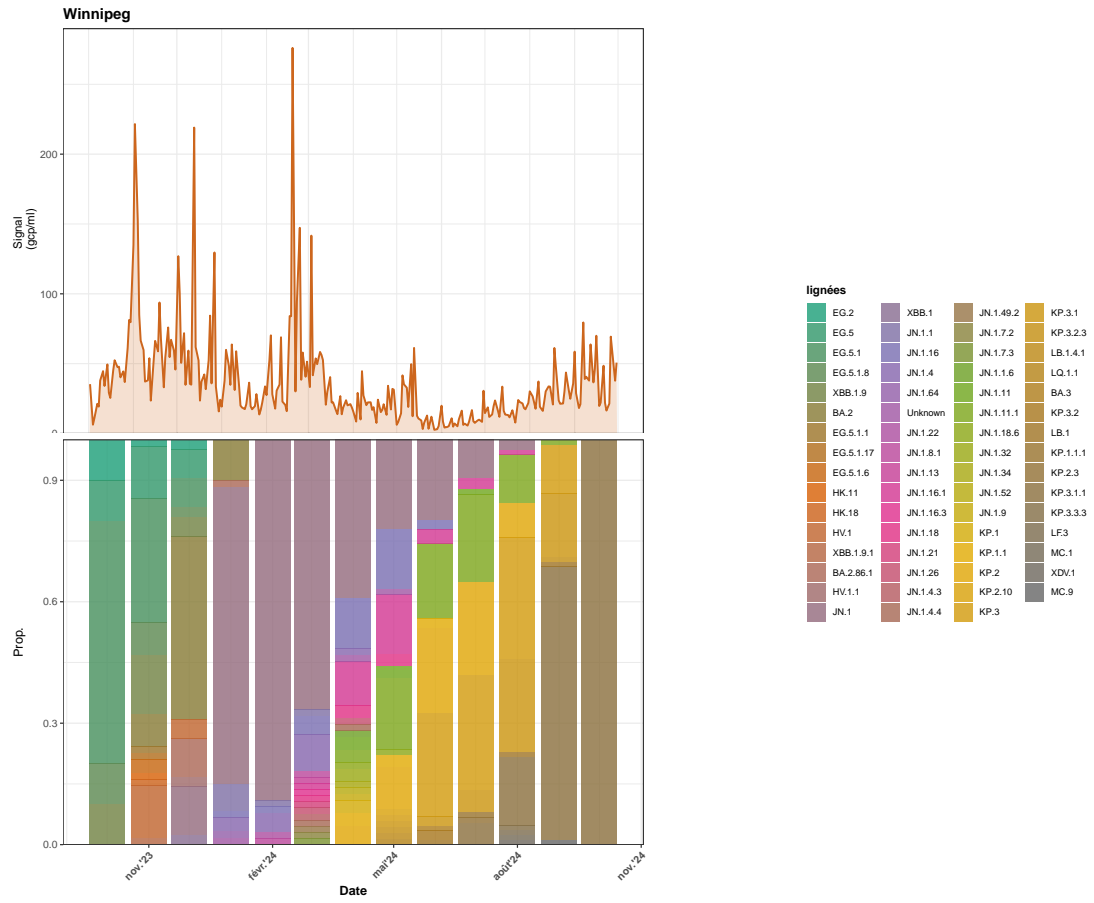 Winnipeg
Signal
(gcp/ml)
200
100
0
Prop.
0.9
0.6
0.3
0.0
nov.'23
févr.'24
mai'24
août'24
nov.'24
Date
lignées
EG.2
EG.5
EG.5.1
EG.5.1.8
XBB.1.9
BA.2
EG.5.1.1
EG.5.1.17
EG.5.1.6
HK.11
HK.18
HV.1
XBB.1.9.1
BA.2.86.1
HV.1.1
JN.1
XBB.1
JN.1.1
JN.1.16
JN.1.4
JN.1.64
Unknown
JN.1.22
JN.1.8.1
JN.1.13
JN.1.16.1
JN.1.16.3
JN.1.18
JN.1.21
JN.1.26
JN.1.4.3
JN.1.4.4
JN.1.49.2
JN.1.7.2
JN.1.7.3
JN.1.1.6
JN.1.11
JN.1.11.1
JN.1.18.6
JN.1.32
JN.1.34
JN.1.52
JN.1.9
KP.1
KP.1.1
KP.2
KP.2.10
KP.3
KP.3.1
KP.3.2.3
LB.1.4.1
LQ.1.1
BA.3
KP.3.2
LB.1
KP.1.1.1
KP.2.3
KP.3.1.1
KP.3.3.3
LF.3
MC.1
XDV.1
MC.9